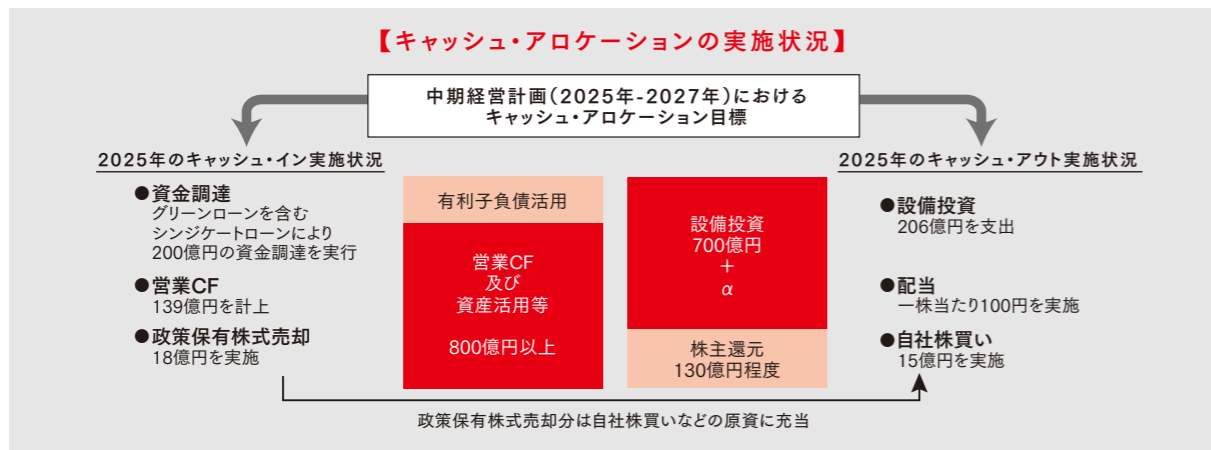 【キャッシュ・アロケーションの実施状況】
中期経営計画(2025年-2027年)における
キャッシュ・アロケーション目標
2025年のキャッシュ・イン実施状況
●資金調達
グリーンローンを含む
シンジケートローンにより
200億円の資金調達を実行
●営業CF
139億円を計上
●政策保有株式売却
18億円を実施
有利子負債活用
営業CF
及び
資産活用等
800億円以上
設備投資
700億円
+
α
株主還元
130億円程度
2025年のキャッシュ・アウト実施状況
●設備投資
206億円を支出
●配当
一株当たり100円を実施
●自社株買い
15億円を実施
政策保有株式売却分は自社株買いなどの原資に充当